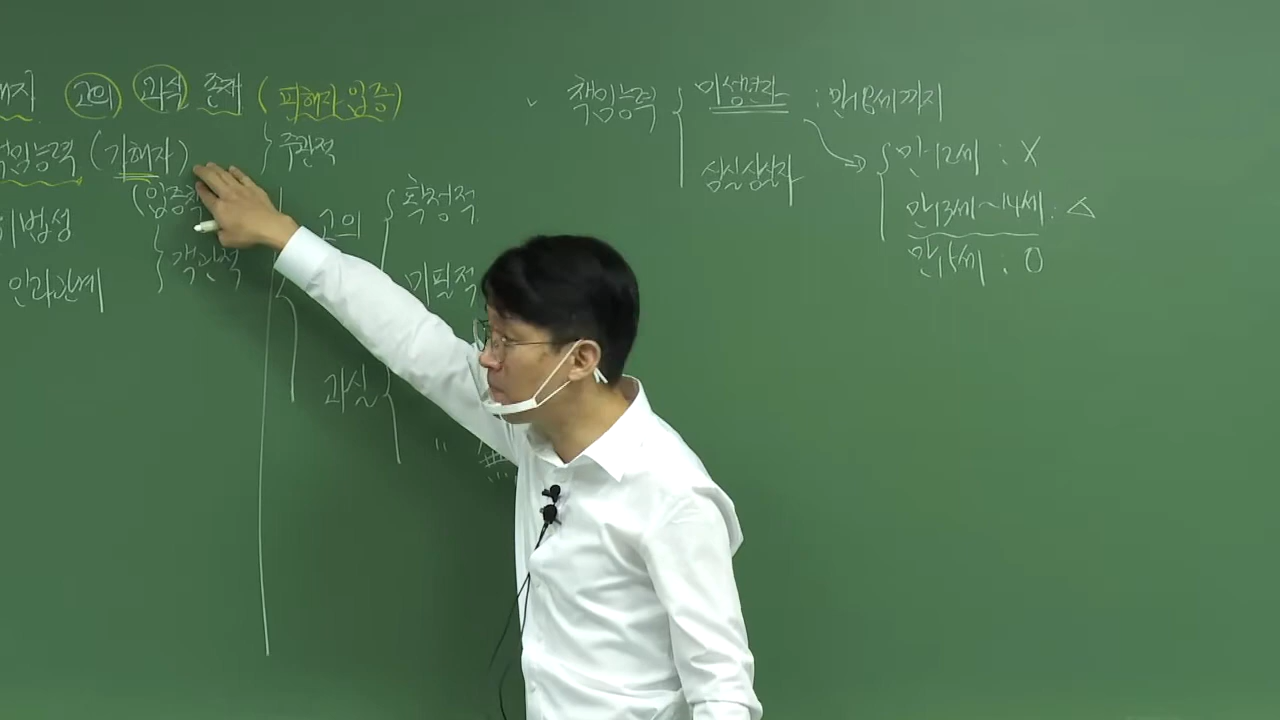 고의 과실 존재 (피해자 입증)
책임능력 (가해자)
주관적
(입증책
위법성
객관적
인과관계
고의
확정적
미필적
과실
책임능력
미성년자 : 만18세까지
심신상실자
만12세 : X
만13세~14세 : △
만15세 : O